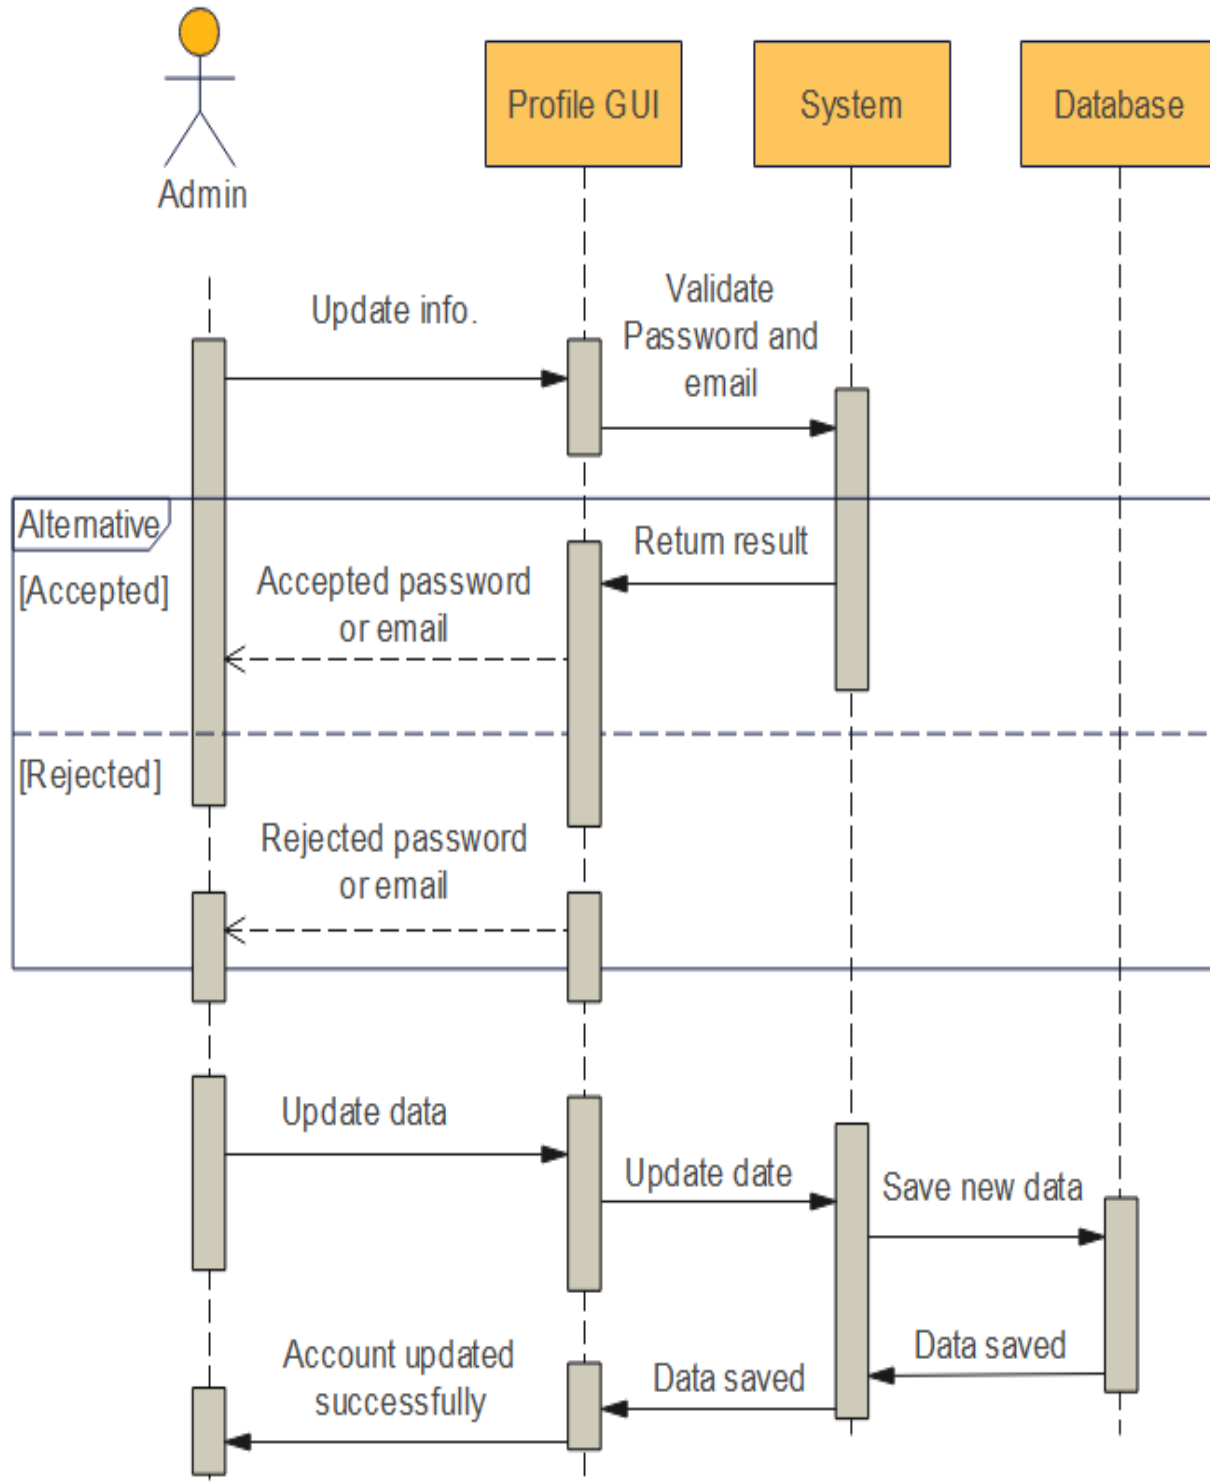 Admin
Profile GUI
System
Database
Update info.
Validate
Password and
email
Alternative
[Accepted]
Return result
Accepted password
or email
[Rejected]
Rejected password
or email
Update data
Update date
Save new data
Data saved
Data saved
Account updated
successfully